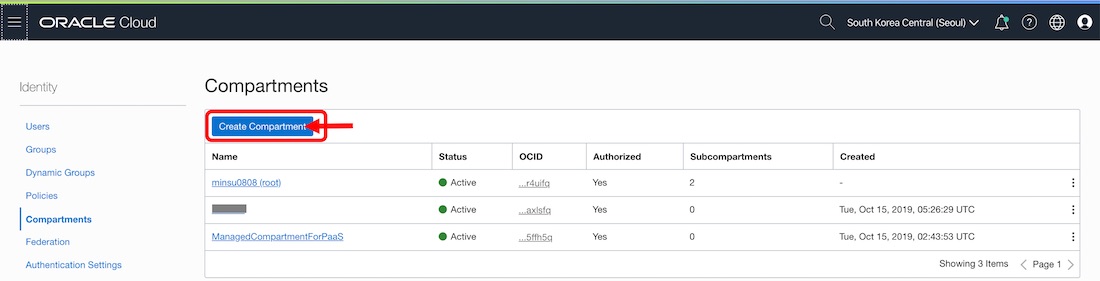 ORACLE Cloud
South Korea Central (Seoul)
Identity
Users
Groups
Dynamic Groups
Policies
Compartments
Federation
Authentication Settings
Compartments
Create Compartment
Name Status OCID Authorized Subcompartments Created
minsu0808 (root) Active ...r4uifq Yes 2 -
Active ...axlsfq Yes 0 Tue, Oct 15, 2019, 05:26:29 UTC
ManagedCompartmentForPaaS Active ...5ffh5q Yes 0 Tue, Oct 15, 2019, 02:43:53 UTC
Showing 3 Items < Page 1 >